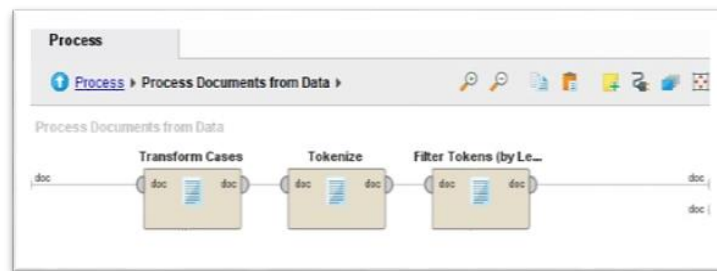 Process
Process Process Documents from Data
Process Documents from Data
Transform Cases Tokenize Filter Tokens (by Le...
doc doc doc doc doc doc doc doc
doc